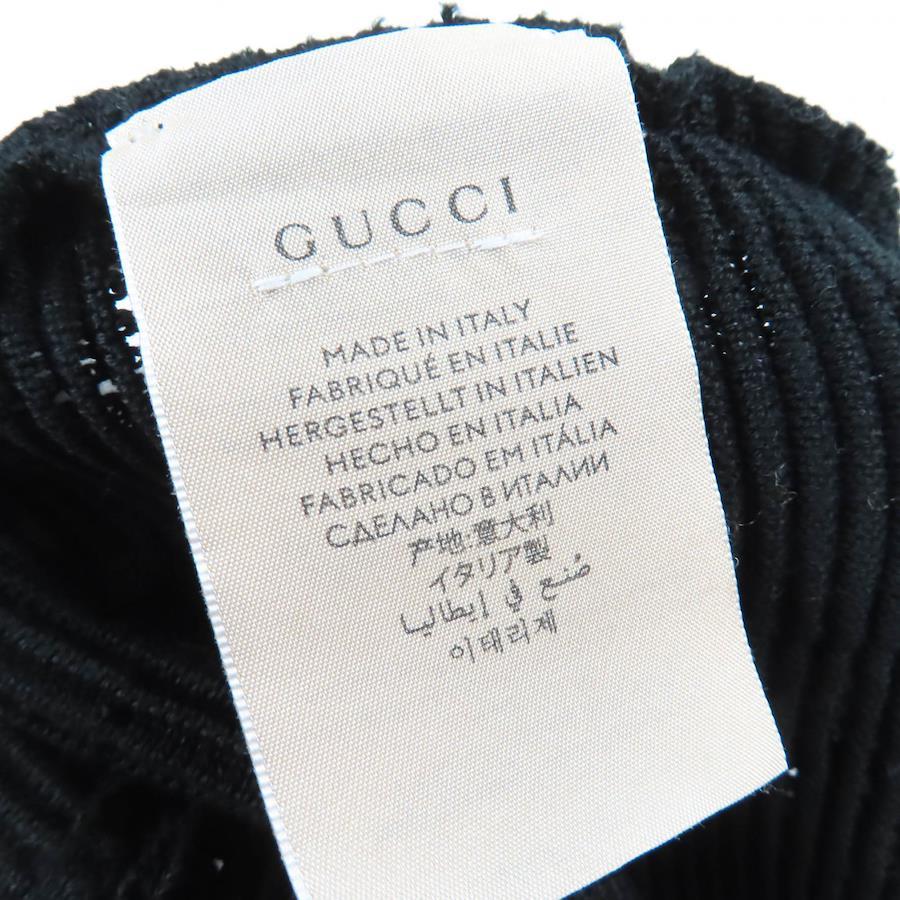 GUCCI
MADE IN ITALY
FABRIQUÉ EN ITALIE
HERGESTELLT IN ITALIEN
HECHO EN ITALIA
FABRICADO EM ITÁLIA
СДЕЛАНО В ИТАЛИИ
产地:意大利
イタリア製
صُنع في إيطاليا
이태리제